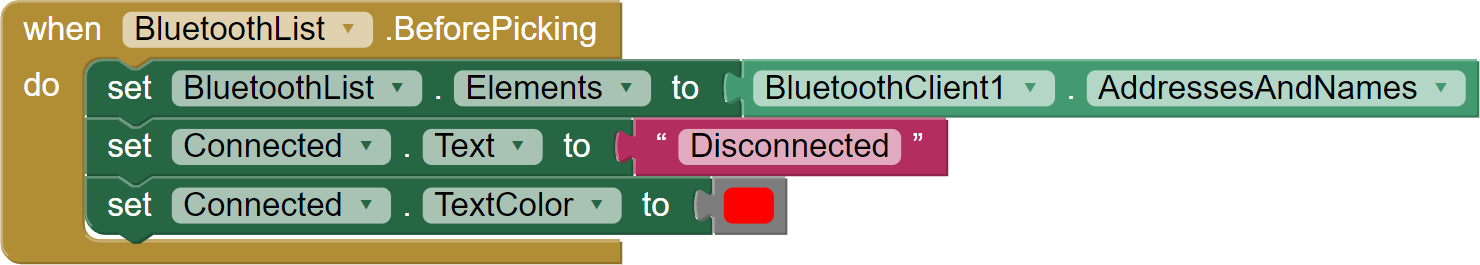 when BluetoothList .BeforePicking
do set BluetoothList . Elements to BluetoothClient1 . AddressesAndNames
set Connected . Text to “ Disconnected ”
set Connected . TextColor to